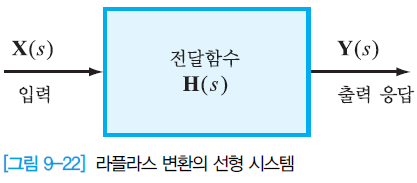 X(s)
입력
전달함수
H(s)
Y(s)
출력 응답
[그림 9-22] 라플라스 변환의 선형 시스템